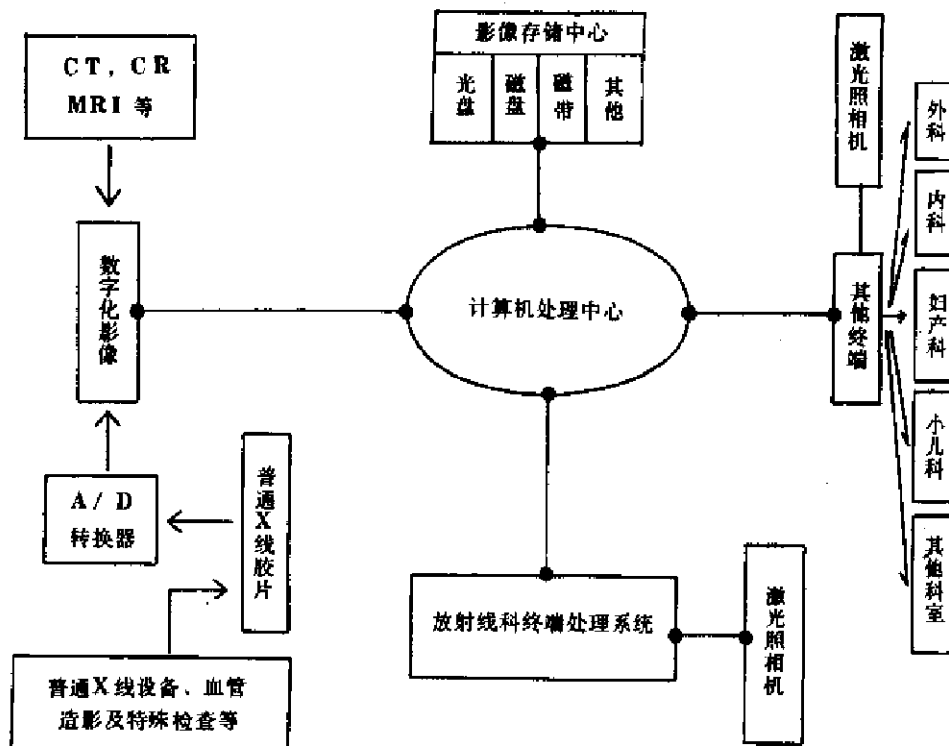 影像存储中心
光盘
磁盘
磁带
其他
CT，CR
MRI 等
激光照相机
外科
内科
数字化影像
计算机处理中心
其他终端
妇产科
小儿科
A/D
转换器
普通X线胶片
其他科室
放射线科终端处理系统
激光照相机
普通X线设备、血管
造影及特殊检查等